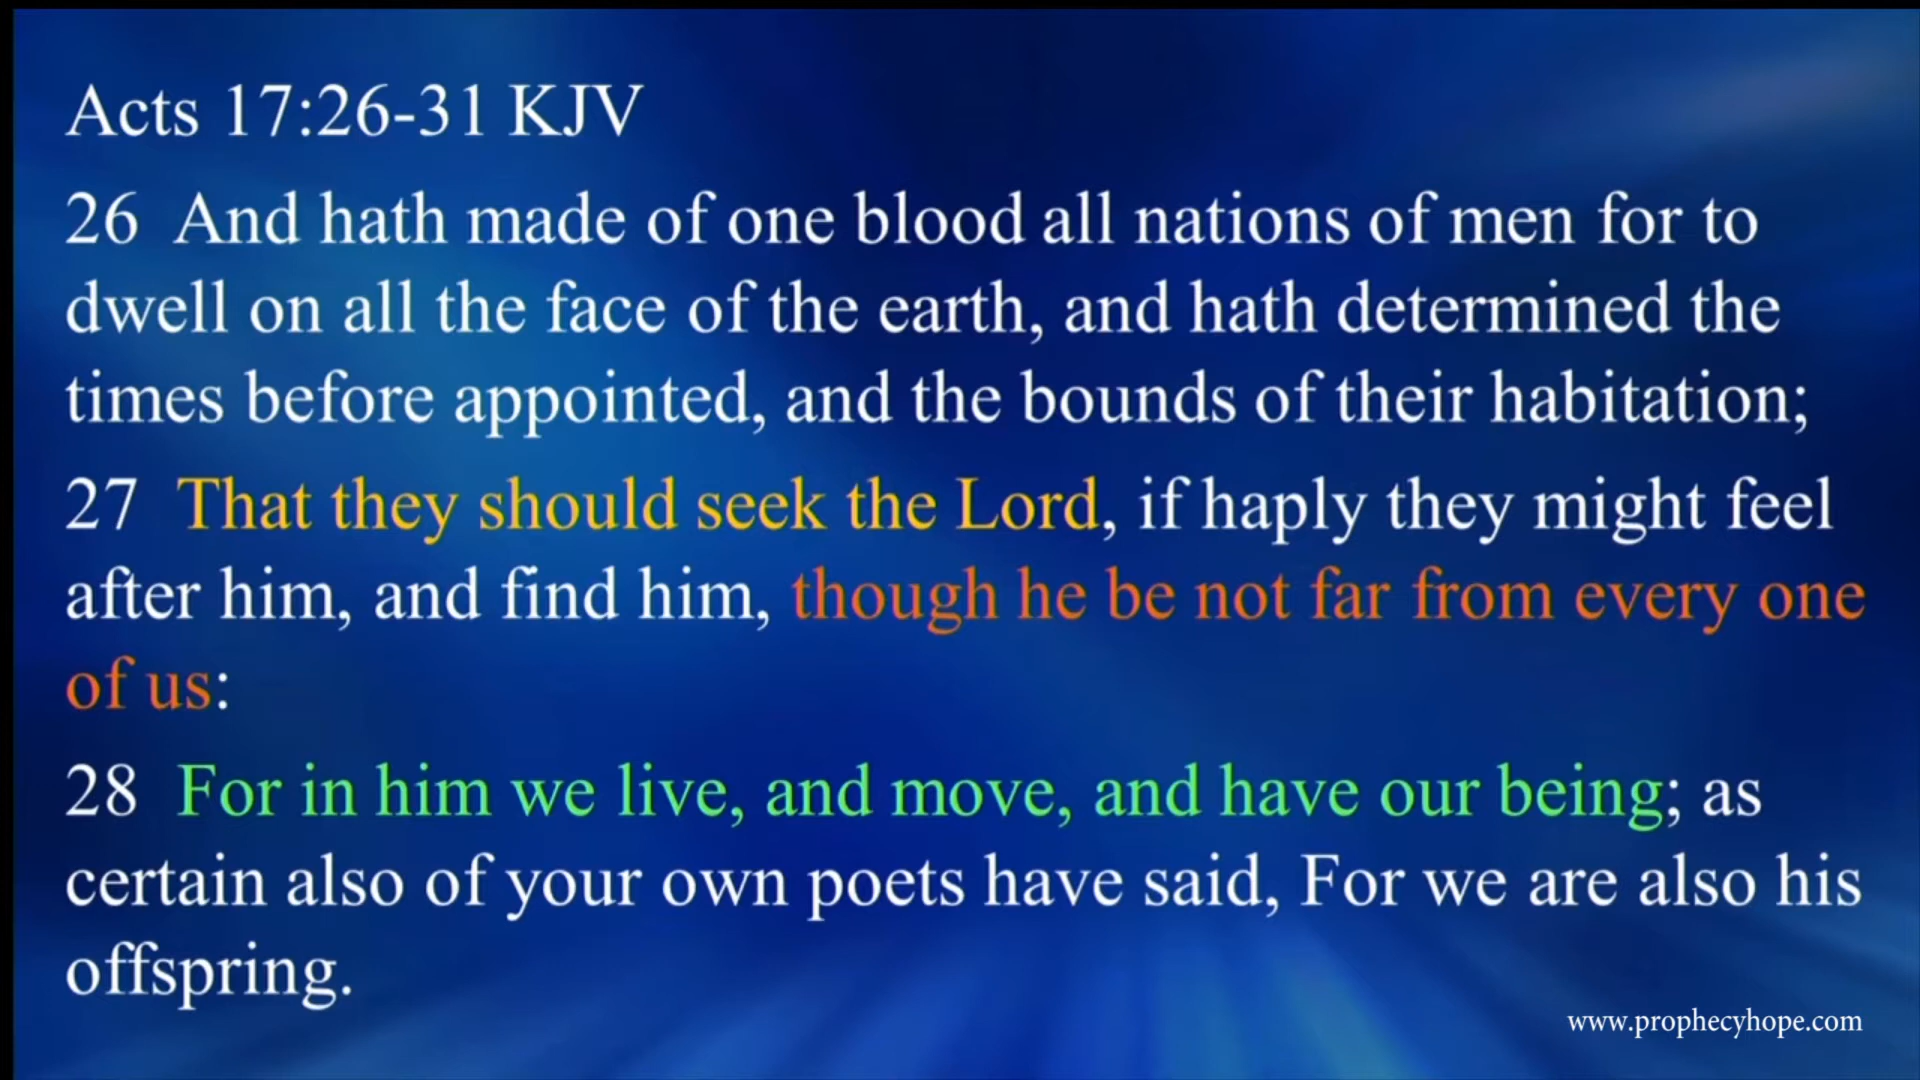 Acts 17:26-31 KJV
26 And hath made of one blood all nations of men for to
dwell on all the face of the earth, and hath determined the
times before appointed, and the bounds of their habitation;
27 That they should seek the Lord, if haply they might feel
after him, and find him, though he be not far from every one
of us:
28 For in him we live, and move, and have our being; as
certain also of your own poets have said, For we are also his
offspring.
www.prophecyhope.com